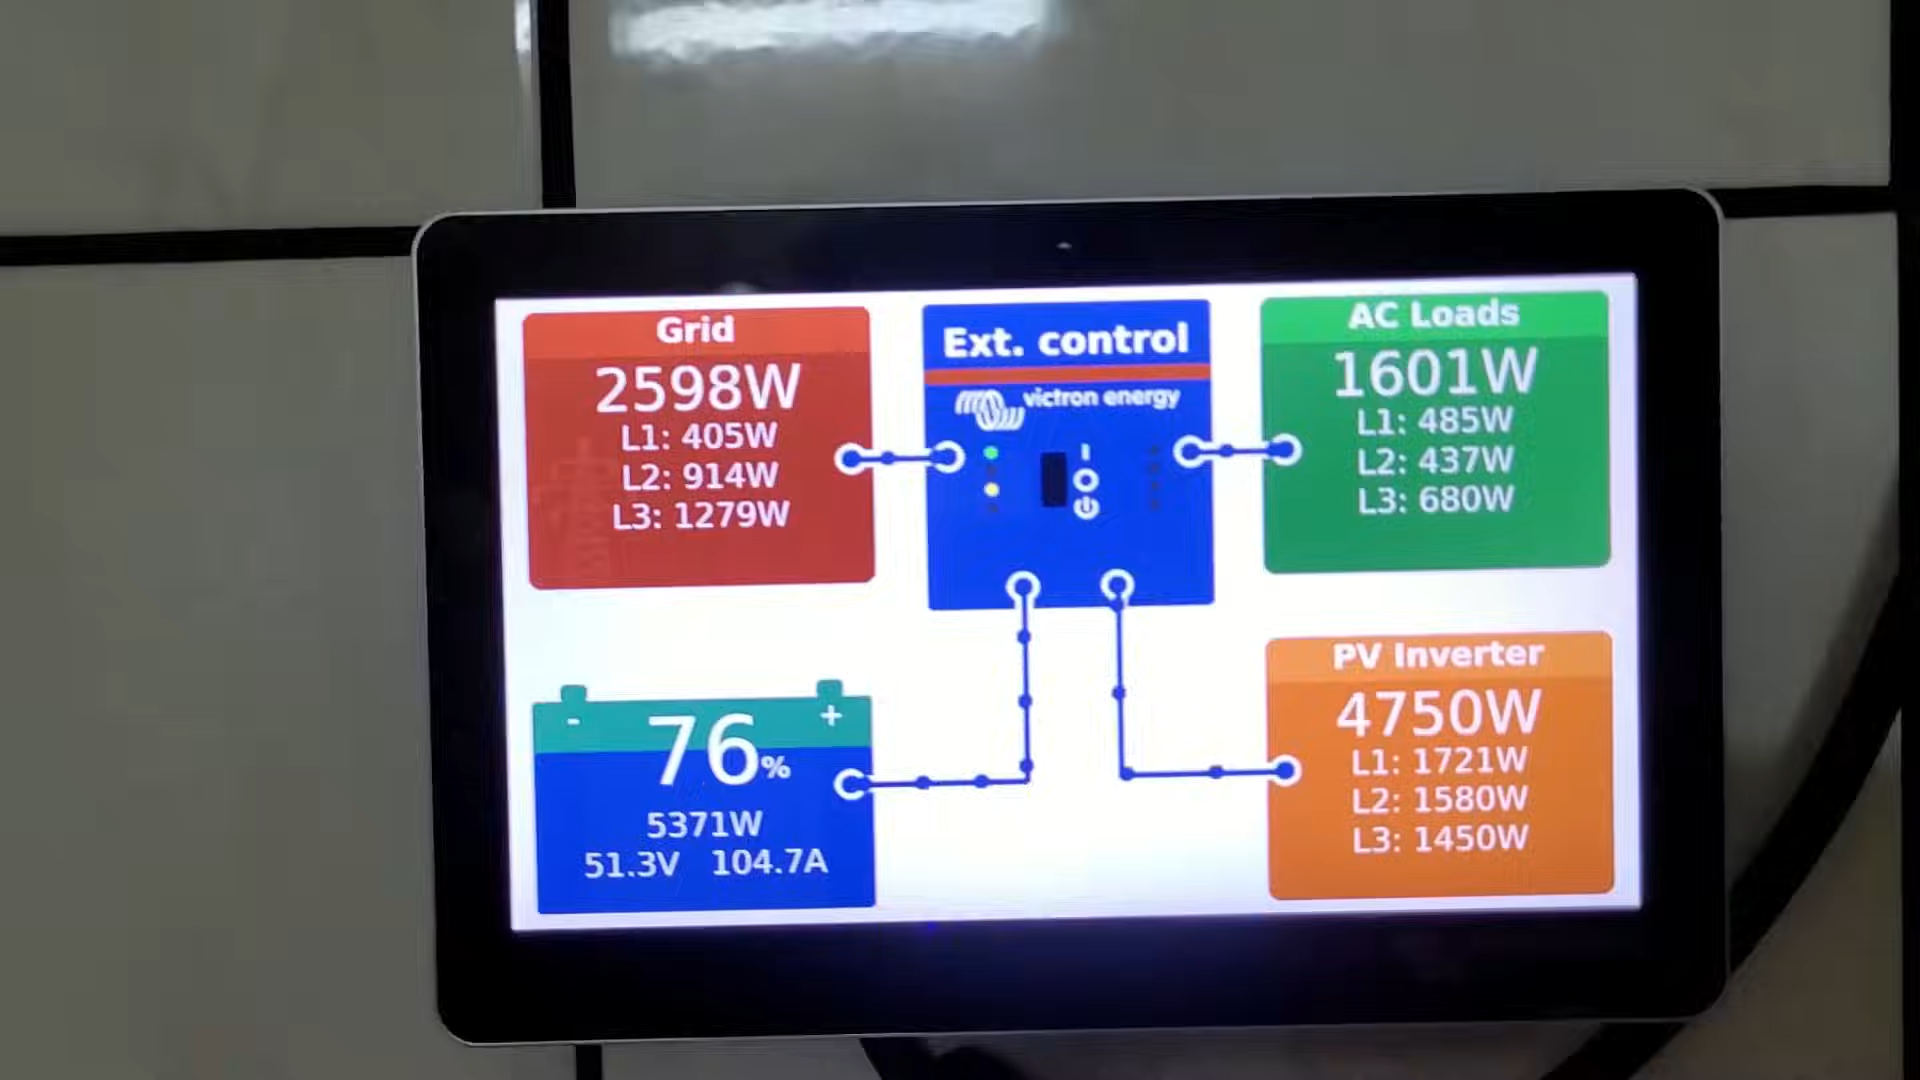 Grid
2598W
L1: 405W
L2: 914W
L3: 1279W
Ext. control
victron energy
AC Loads
1601W
L1: 485W
L2: 437W
L3: 680W
- +
76%
5371W
51.3V 104.7A
PV Inverter
4750W
L1: 1721W
L2: 1580W
L3: 1450W